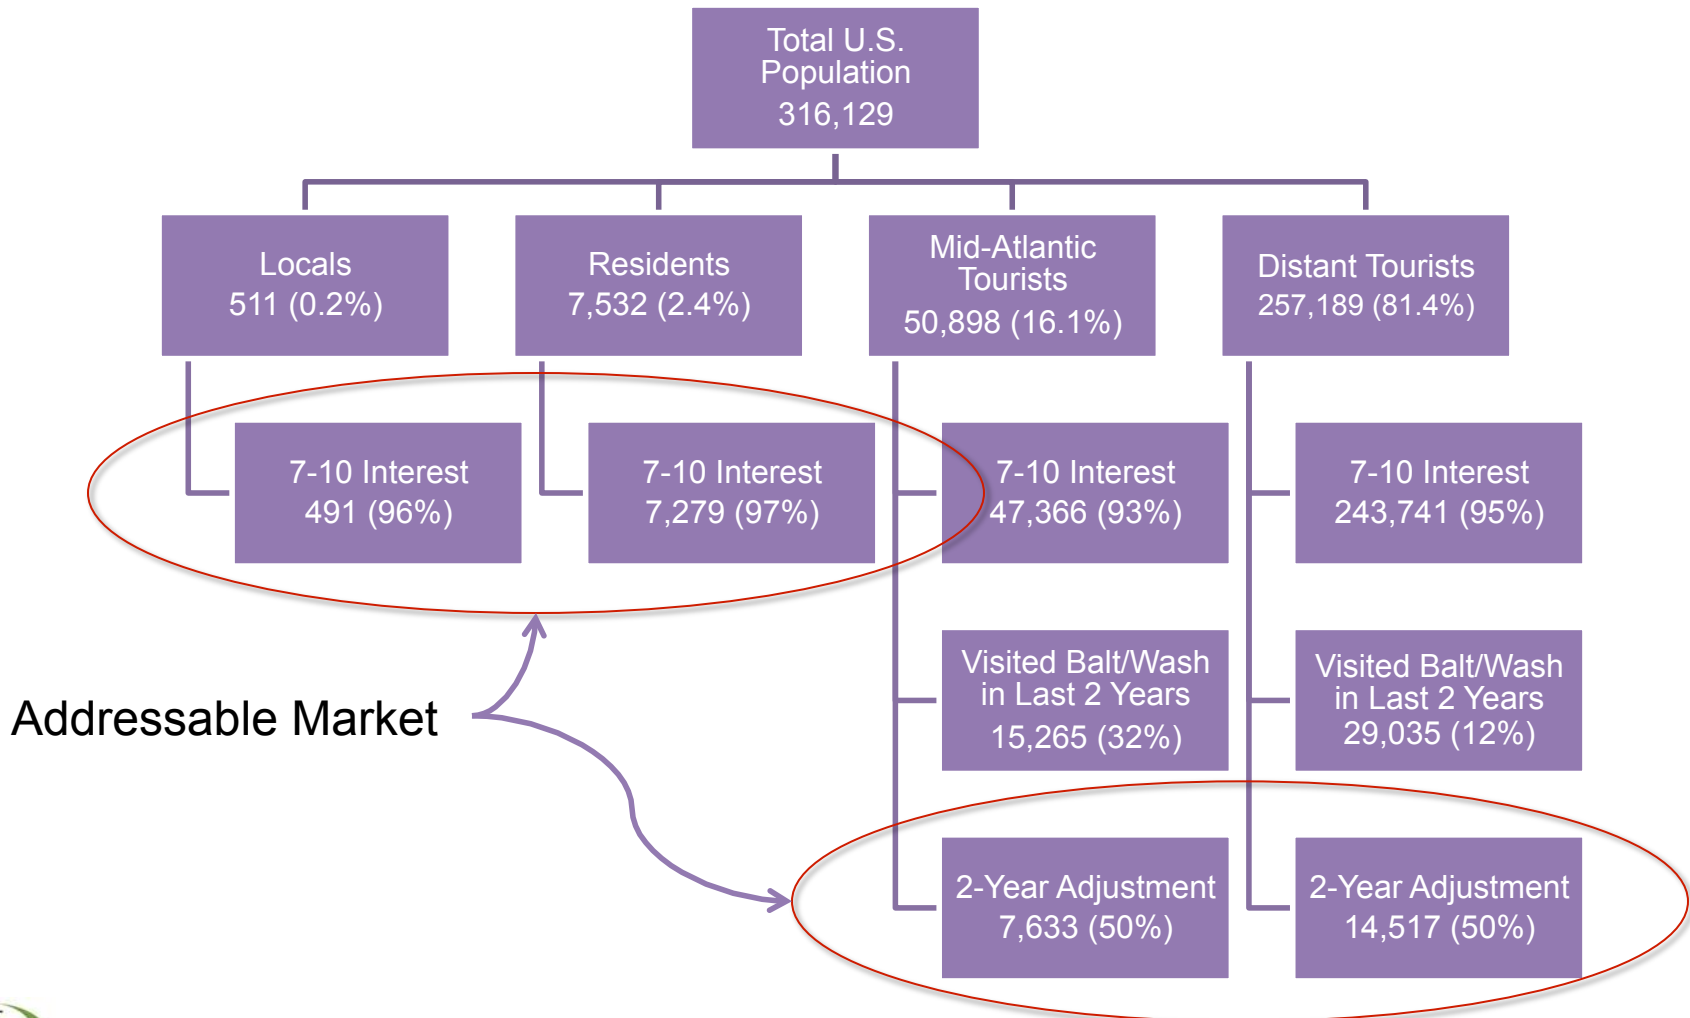 Total U.S.
Population
316,129
Locals
511 (0.2%)
Residents
7,532 (2.4%)
Mid-Atlantic
Tourists
50,898 (16.1%)
Distant Tourists
257,189 (81.4%)
7-10 Interest
491 (96%)
7-10 Interest
7,279 (97%)
7-10 Interest
47,366 (93%)
7-10 Interest
243,741 (95%)
Visited Balt/Wash
in Last 2 Years
15,265 (32%)
Visited Balt/Wash
in Last 2 Years
29,035 (12%)
Addressable Market
2-Year Adjustment
7,633 (50%)
2-Year Adjustment
14,517 (50%)